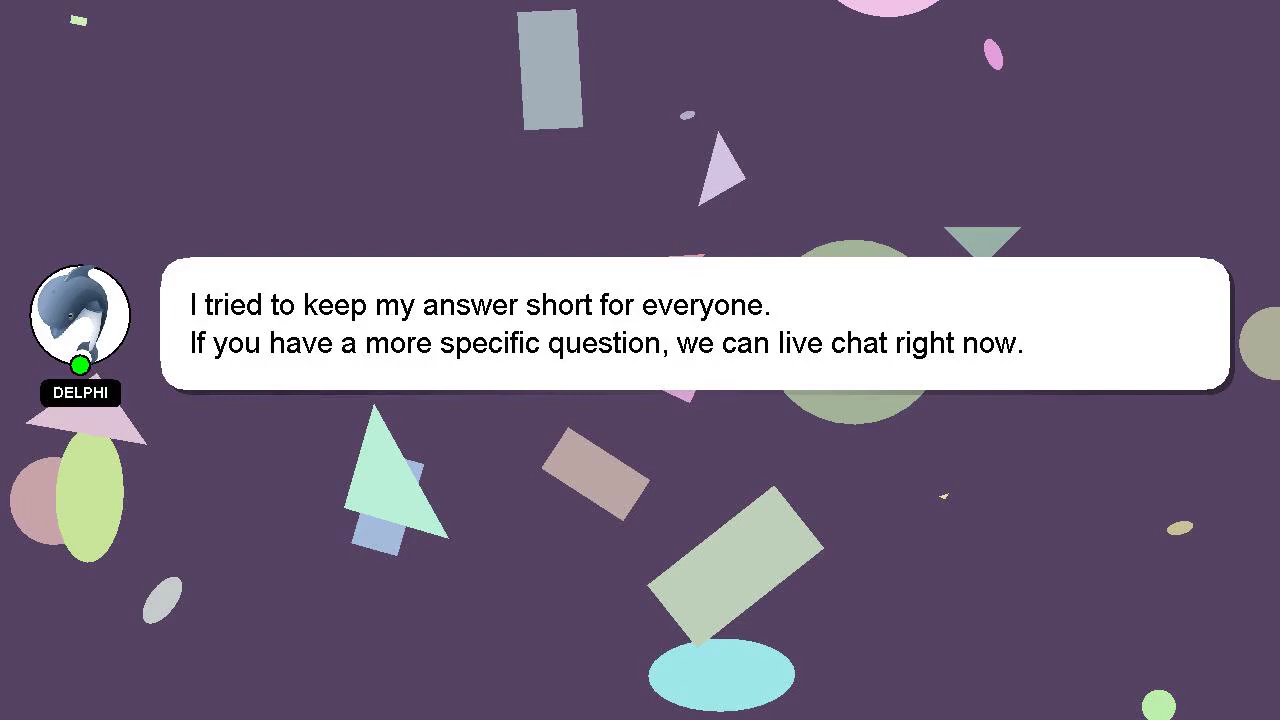 I tried to keep my answer short for everyone.
If you have a more specific question, we can live chat right now.
DELPHI